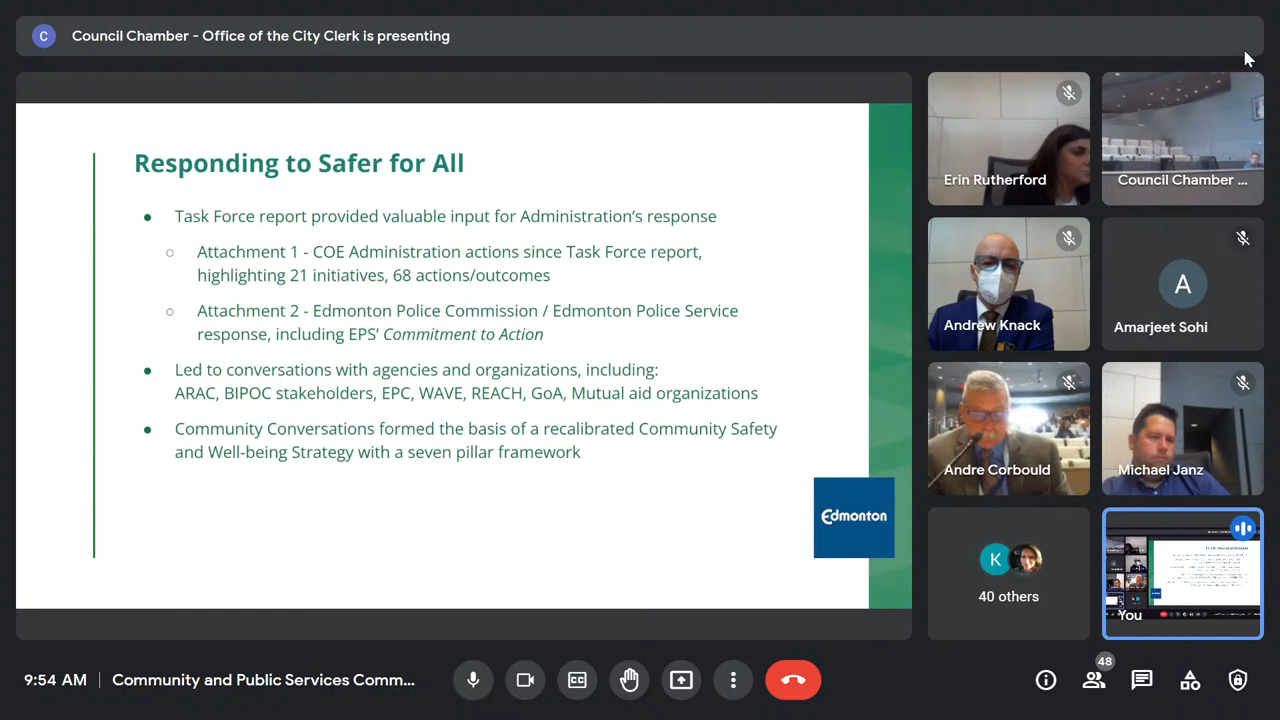 C
Council Chamber - Office of the City Clerk is presenting
Responding to Safer for All
● Task Force report provided valuable input for Administration's response
○ Attachment 1 - COE Administration actions since Task Force report,
highlighting 21 initiatives, 68 actions/outcomes
○ Attachment 2 - Edmonton Police Commission / Edmonton Police Service
response, including EPS' Commitment to Action
● Led to conversations with agencies and organizations, including:
ARAC, BIPOC stakeholders, EPC, WAVE, REACH, GoA, Mutual aid organizations
● Community Conversations formed the basis of a recalibrated Community Safety
and Well-being Strategy with a seven pillar framework
Edmonton
Erin Rutherford
Council Chamber ...
Andrew Knack
A
Amarjeet Sohi
Andre Corbould
Michael Janz
K
40 others
You
9:54 AM
Community and Public Services Comm...
48